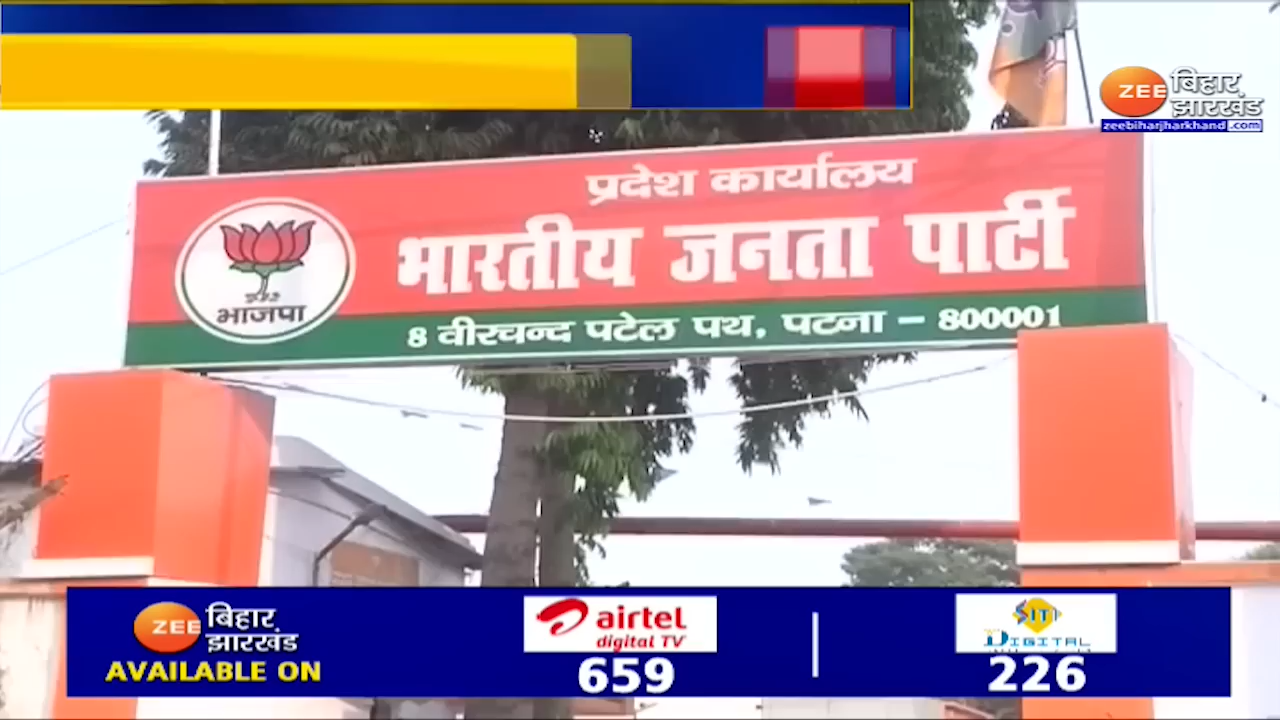 ZEE बिहार झारखंड
zeebiharjharkhand.com
प्रदेश कार्यालय
भारतीय जनता पार्टी
भाजपा
8 वीरचन्द पटेल पथ, पटना - 800001
ZEE बिहार झारखंड
AVAILABLE ON
airtel
digital TV
659
SITI
DIGITAL
226